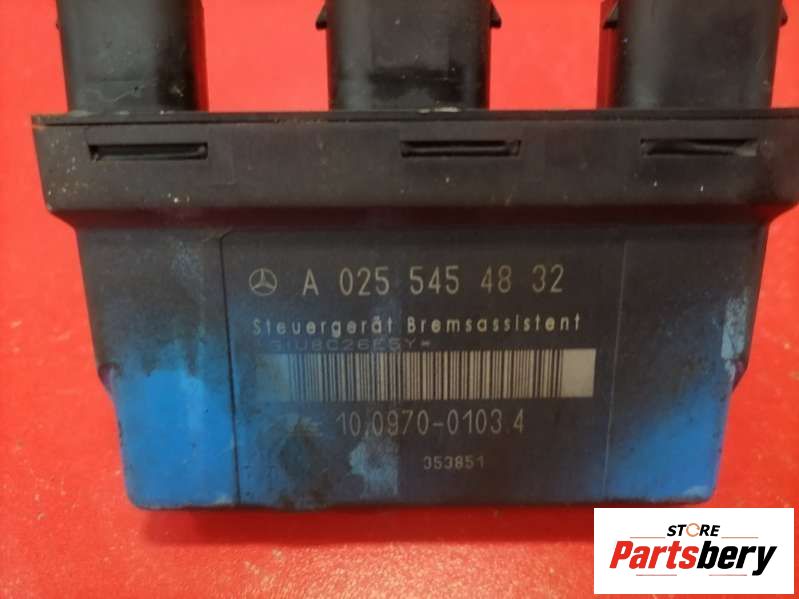 A 025 545 48 32
Steuergerät Bremsassistent
10.0970-0103.4
353851
STORE
Partsbery